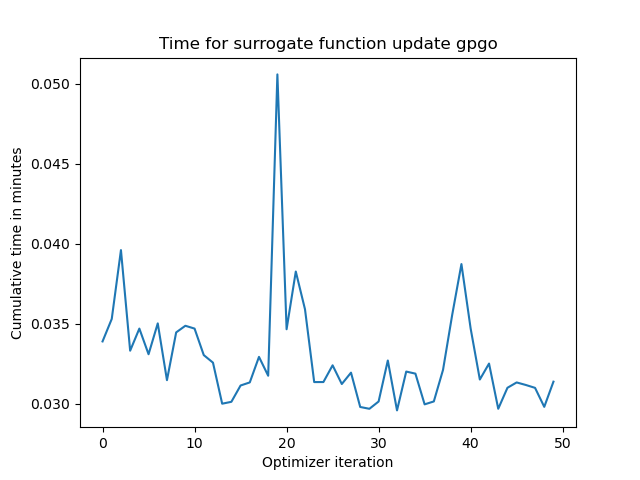 Time for surrogate function update gpgo
Cumulative time in minutes
0.050
0.045
0.040
0.035
0.030
0 10 20 30 40 50
Optimizer iteration